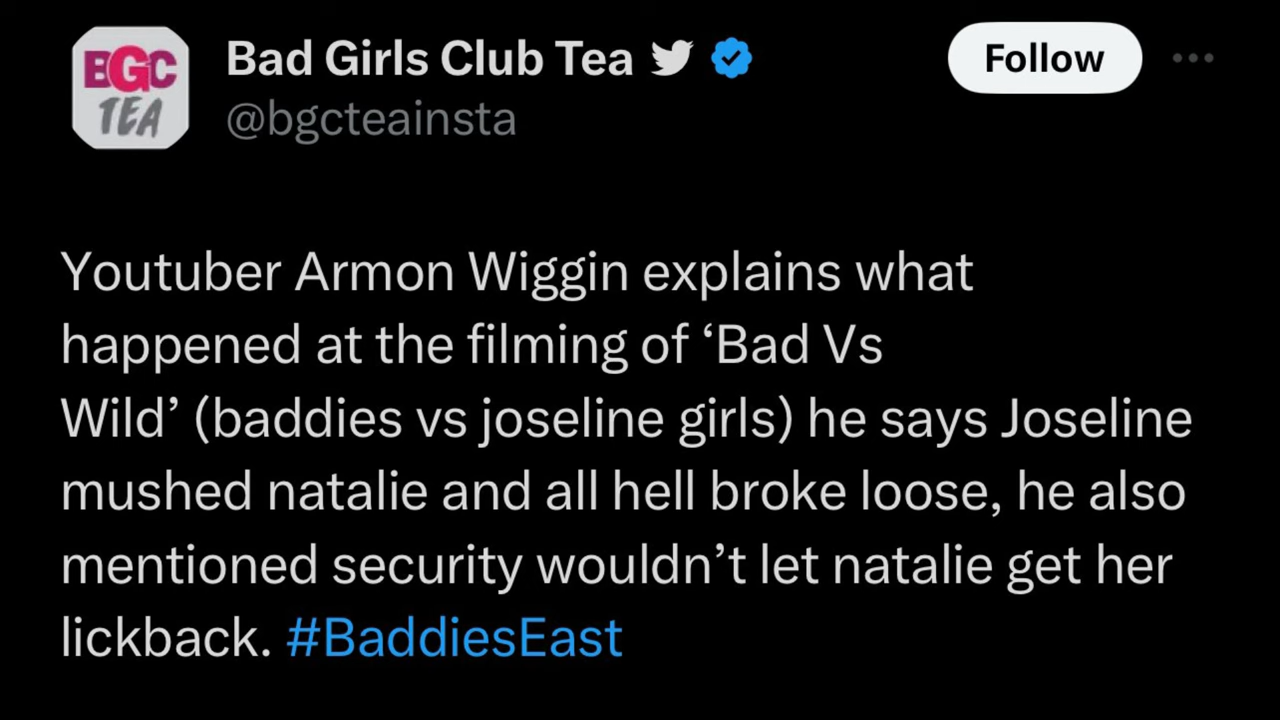 BGC
TEA
Bad Girls Club Tea
@bgcteainsta
Follow
Youtuber Armon Wiggin explains what
happened at the filming of ‘Bad Vs
Wild’ (baddies vs joseline girls) he says Joseline
mushed natalie and all hell broke loose, he also
mentioned security wouldn’t let natalie get her
lickback. #BaddiesEast